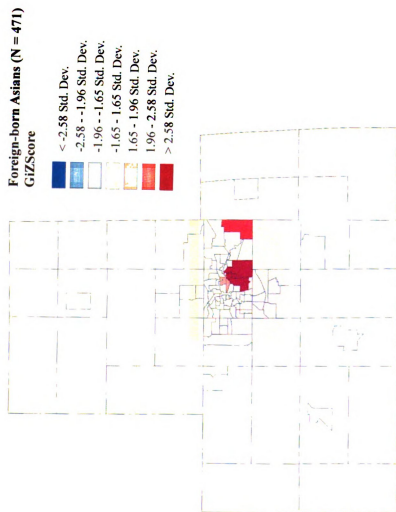 Foreign-born Asians (N = 471)
GiZScore
< -2.58 Std. Dev.
-2.58 - -1.96 Std. Dev.
-1.96 - -1.65 Std. Dev.
-1.65 - 1.65 Std. Dev.
1.65 - 1.96 Std. Dev.
1.96 - 2.58 Std. Dev.
> 2.58 Std. Dev.